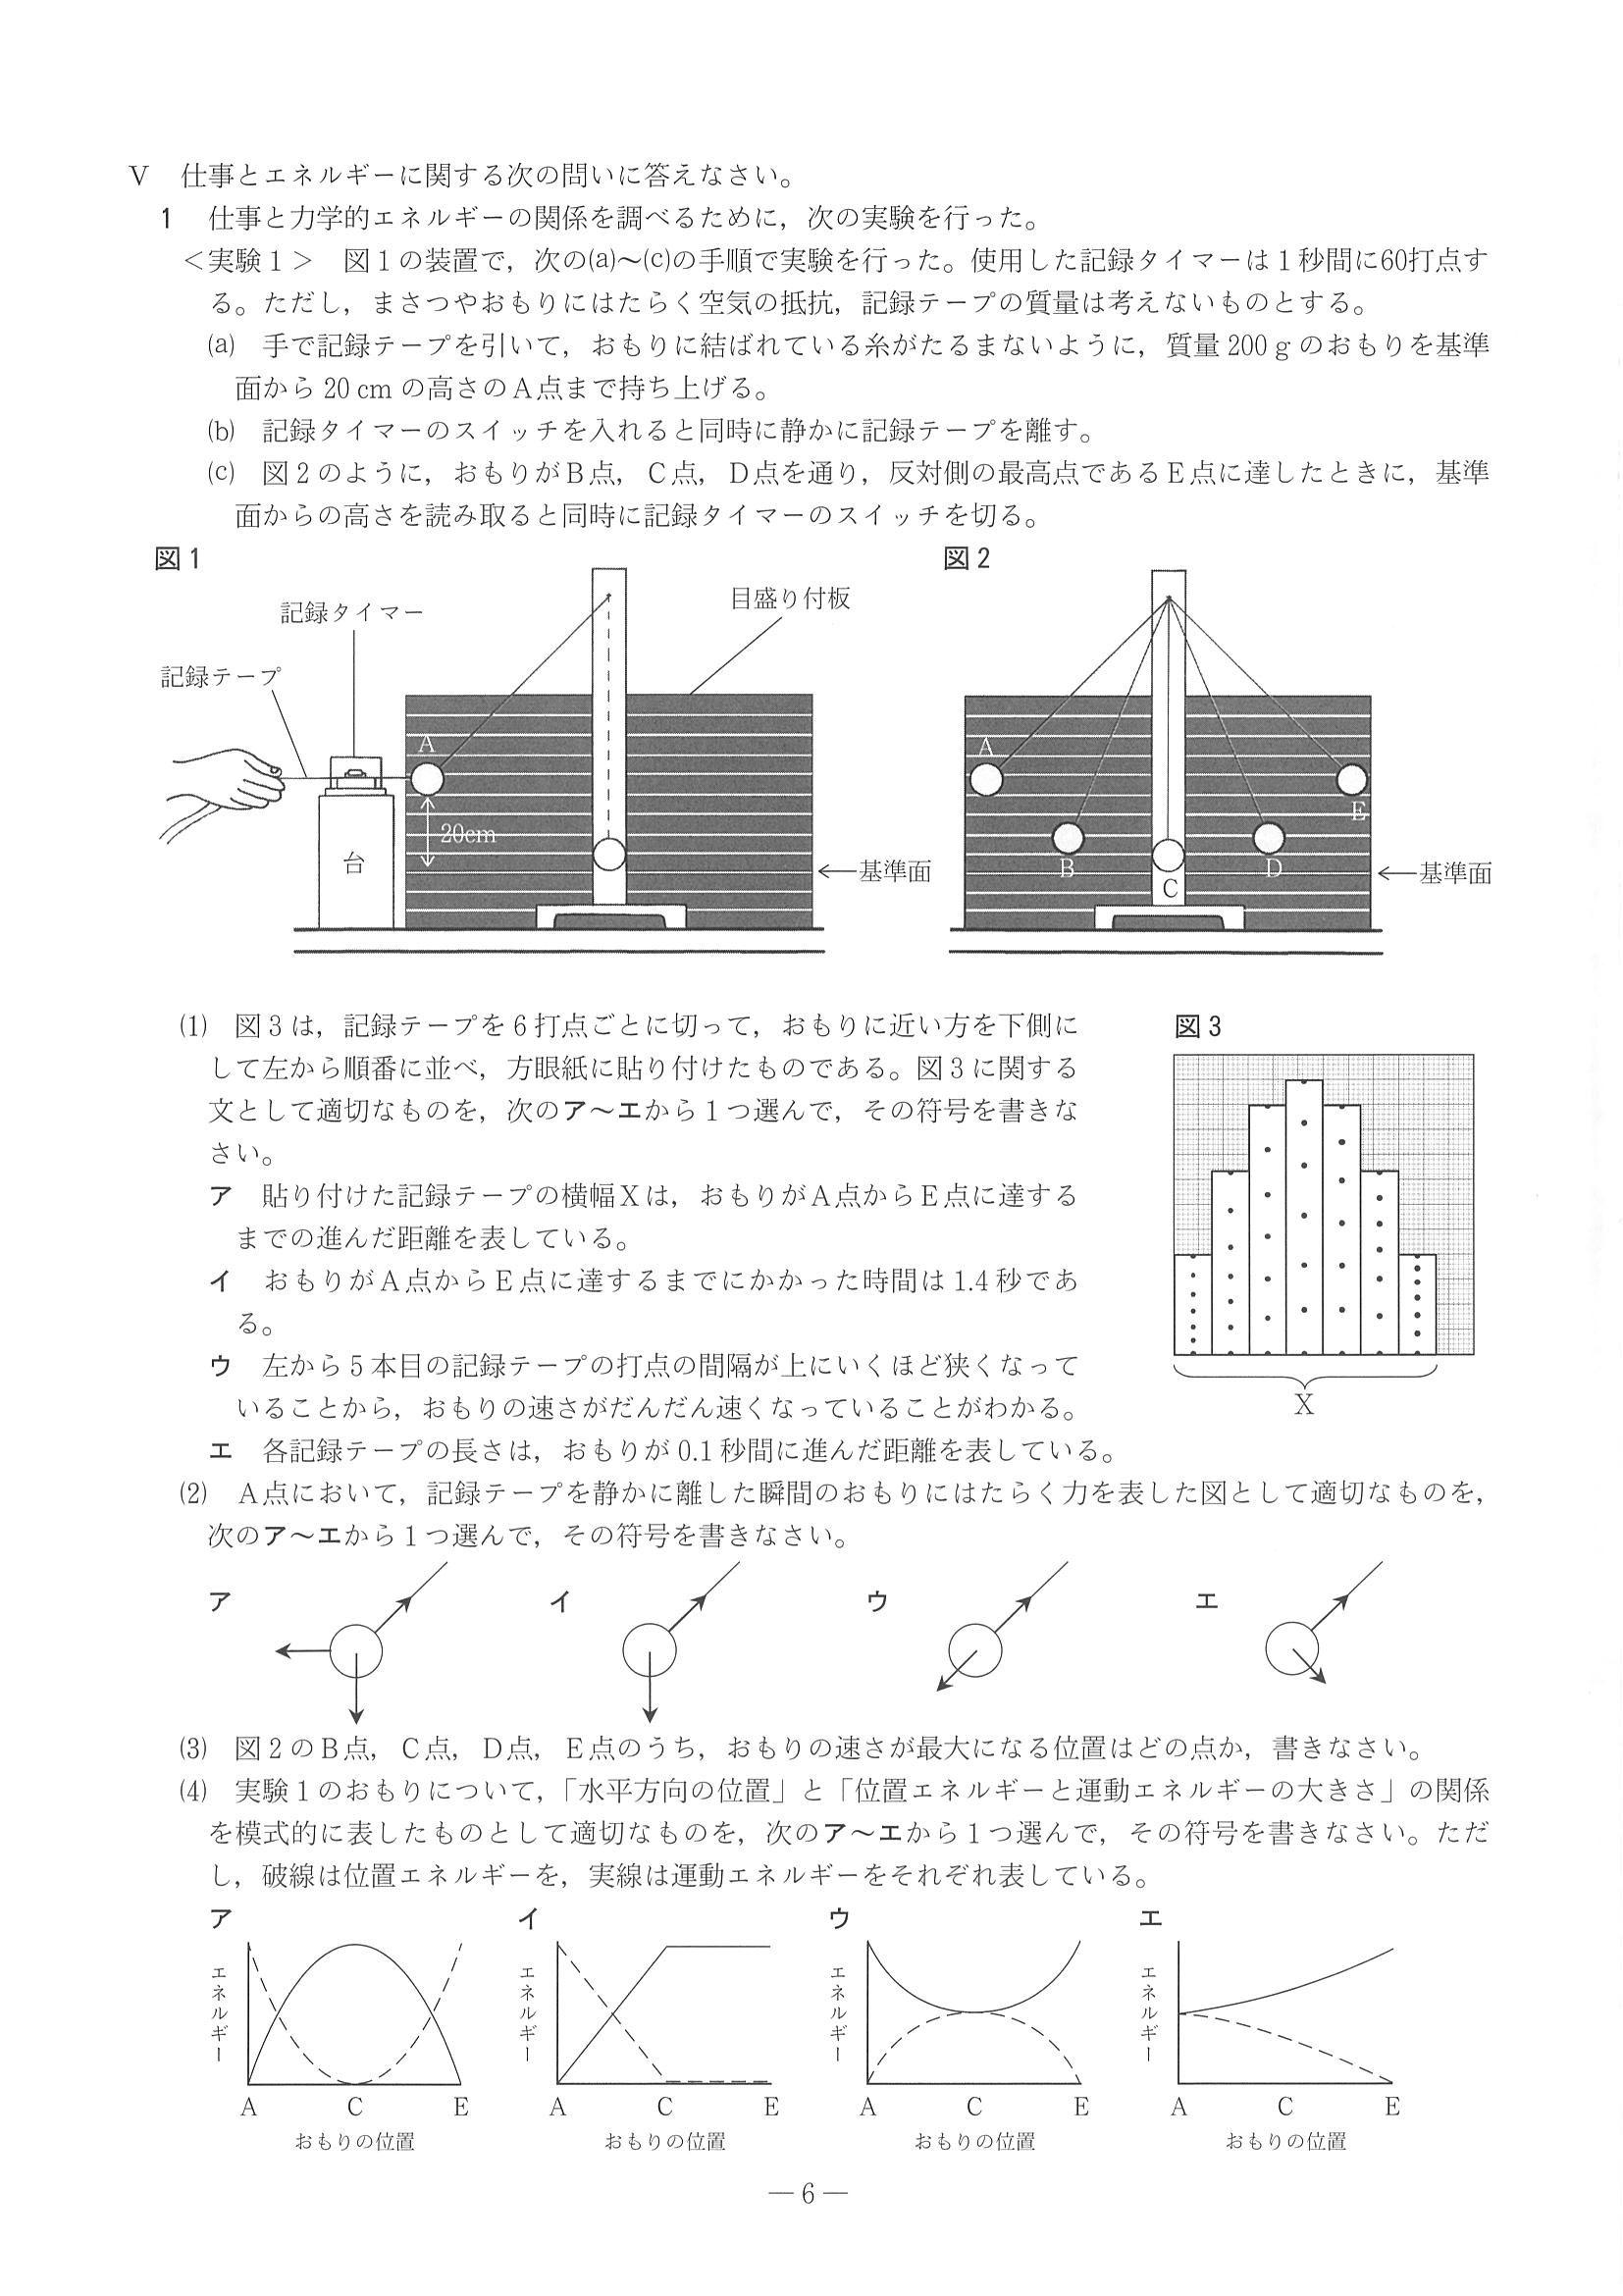 Ⅴ 仕事とエネルギーに関する次の問いに答えなさい。
1 仕事と力学的エネルギーの関係を調べるために，次の実験を行った。
＜実験１＞ 図１の装置で，次の(a)～(c)の手順で実験を行った。使用した記録タイマーは１秒間に60打点す
る。ただし，まさつやおもりにはたらく空気の抵抗，記録テープの質量は考えないものとする。
(a) 手で記録テープを引いて，おもりに結ばれている糸がたるまないように，質量 200 g のおもりを基準
面から 20 cm の高さのＡ点まで持ち上げる。
(b) 記録タイマーのスイッチを入れると同時に静かに記録テープを離す。
(c) 図２のように，おもりがＢ点，Ｃ点，Ｄ点を通り，反対側の最高点であるＥ点に達したときに，基準
面からの高さを読み取ると同時に記録タイマーのスイッチを切る。
図１
記録タイマー
目盛り付板
記録テープ
A
20cm
台
基準面
図２
A
E
B
D
C
基準面
(1) 図３は，記録テープを６打点ごとに切って，おもりに近い方を下側に
して左から順番に並べ，方眼紙に貼り付けたものである。図３に関する
文として適切なものを，次のア～エから１つ選んで，その符号を書きな
さい。
ア 貼り付けた記録テープの横幅Ｘは，おもりがＡ点からＥ点に達する
までの進んだ距離を表している。
イ おもりがＡ点からＥ点に達するまでにかかった時間は 1.4 秒であ
る。
ウ 左から５本目の記録テープの打点の間隔が上にいくほど狭くなって
いることから，おもりの速さがだんだん速くなっていることがわかる。
エ 各記録テープの長さは，おもりが 0.1 秒間に進んだ距離を表している。
図３
X
(2) Ａ点において，記録テープを静かに離した瞬間のおもりにはたらく力を表した図として適切なものを，
次のア～エから１つ選んで，その符号を書きなさい。
ア
イ
ウ
エ
(3) 図２のＢ点，Ｃ点，Ｄ点，Ｅ点のうち，おもりの速さが最大になる位置はどの点か，書きなさい。
(4) 実験１のおもりについて，「水平方向の位置」と「位置エネルギーと運動エネルギーの大きさ」の関係
を模式的に表したものとして適切なものを，次のア～エから１つ選んで，その符号を書きなさい。ただ
し，破線は位置エネルギーを，実線は運動エネルギーをそれぞれ表している。
ア
エネルギー
A C E
おもりの位置
イ
エネルギー
A C E
おもりの位置
ウ
エネルギー
A C E
おもりの位置
エ
エネルギー
A C E
おもりの位置
― 6 ―